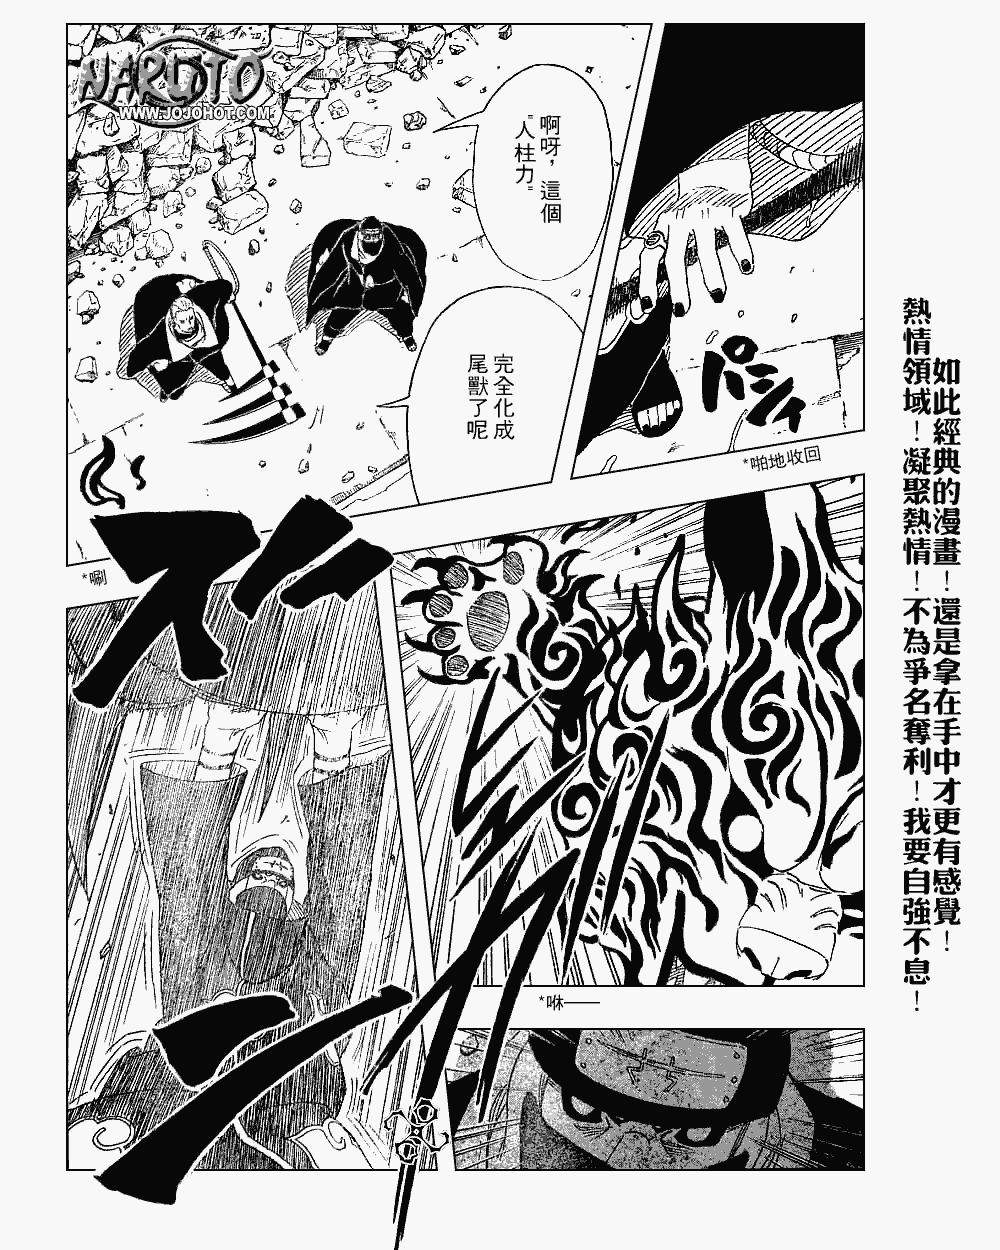 NARUTO
WWW.JOJOHOT.COM
啊呀，這個
"人柱力"
完全化成
尾獸了呢
パシィ
*啪地收回
*唰
ズン
*咻——
如此經典的漫畫！還是拿在手中才更有感覺！
熱情領域！凝聚熱情！不為爭名奪利！我要自強不息！